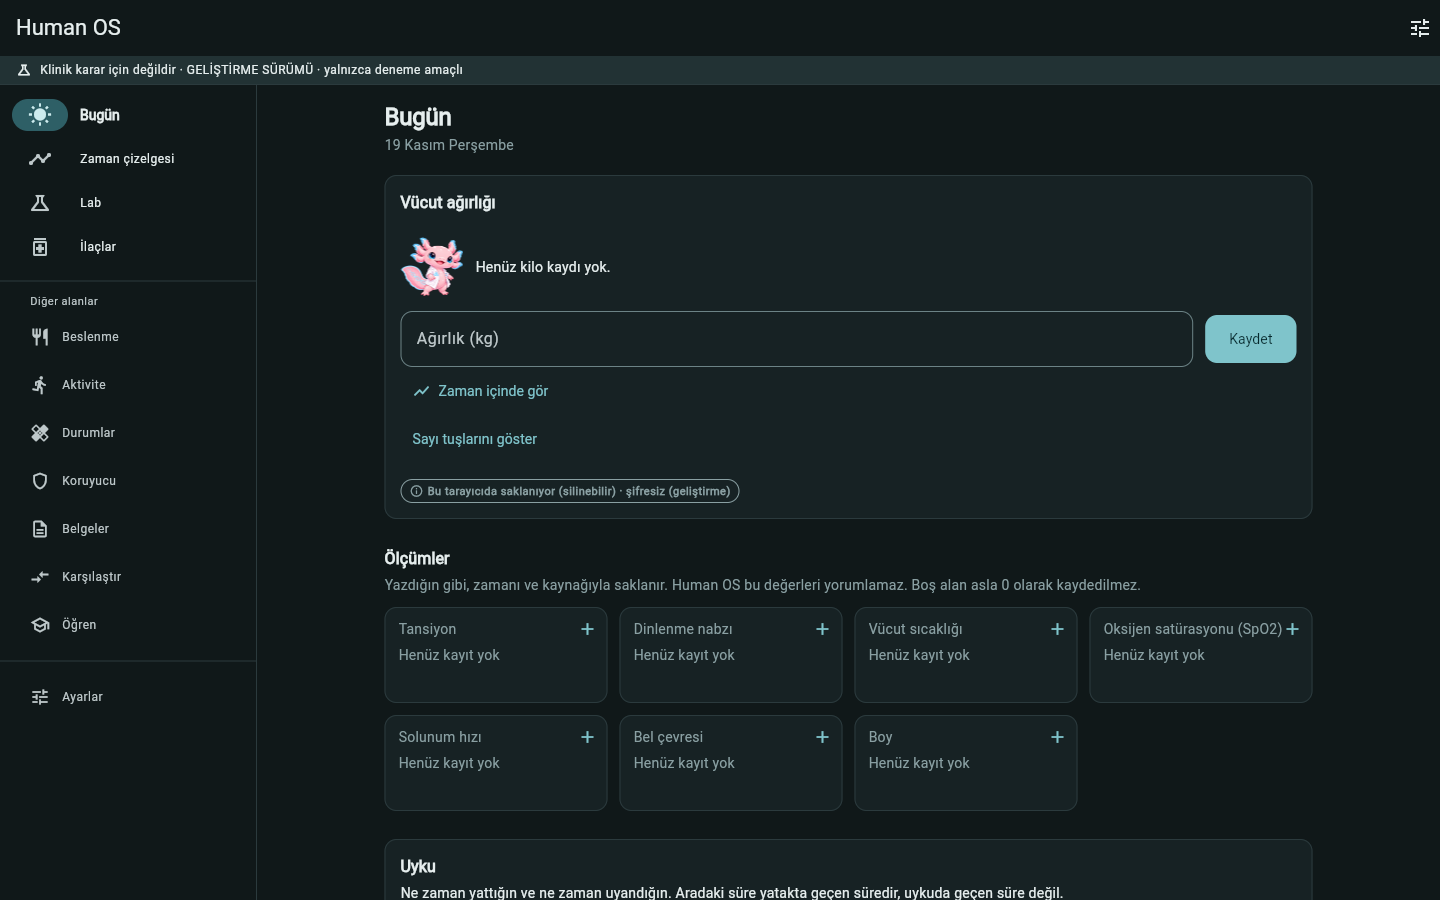 Human OS
Klinik karar için değildir · GELİŞTİRME SÜRÜMÜ · yalnızca deneme amaçlı
Bugün
Zaman çizelgesi
Lab
İlaçlar
Diğer alanlar
Beslenme
Aktivite
Durumlar
Koruyucu
Belgeler
Karşılaştır
Öğren
Ayarlar
Bugün
19 Kasım Perşembe
Vücut ağırlığı
Henüz kilo kaydı yok.
Ağırlık (kg)
Kaydet
Zaman içinde gör
Sayı tuşlarını göster
Bu tarayıcıda saklanıyor (silinebilir) · şifresiz (geliştirme)
Ölçümler
Yazdığın gibi, zamanı ve kaynağıyla saklanır. Human OS bu değerleri yorumlamaz. Boş alan asla 0 olarak kaydedilmez.
Tansiyon
Henüz kayıt yok
Dinlenme nabzı
Henüz kayıt yok
Vücut sıcaklığı
Henüz kayıt yok
Oksijen satürasyonu (SpO2)
Henüz kayıt yok
Solunum hızı
Henüz kayıt yok
Bel çevresi
Henüz kayıt yok
Boy
Henüz kayıt yok
Uyku
Ne zaman yattığın ve ne zaman uyandığın. Aradaki süre yatakta geçen süredir, uykuda geçen süre değil.